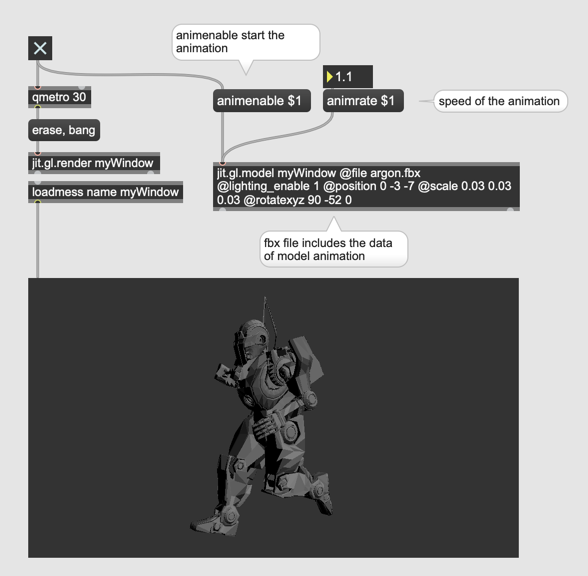 animenable start the
animation
1.1
qmetro 30
animenable $1
animrate $1
speed of the animation
erase, bang
jit.gl.render myWindow
jit.gl.model myWindow @file argon.fbx
@lighting_enable 1 @position 0 -3 -7 @scale 0.03 0.03
0.03 @rotatexyz 90 -52 0
loadmess name myWindow
fbx file includes the data
of model animation